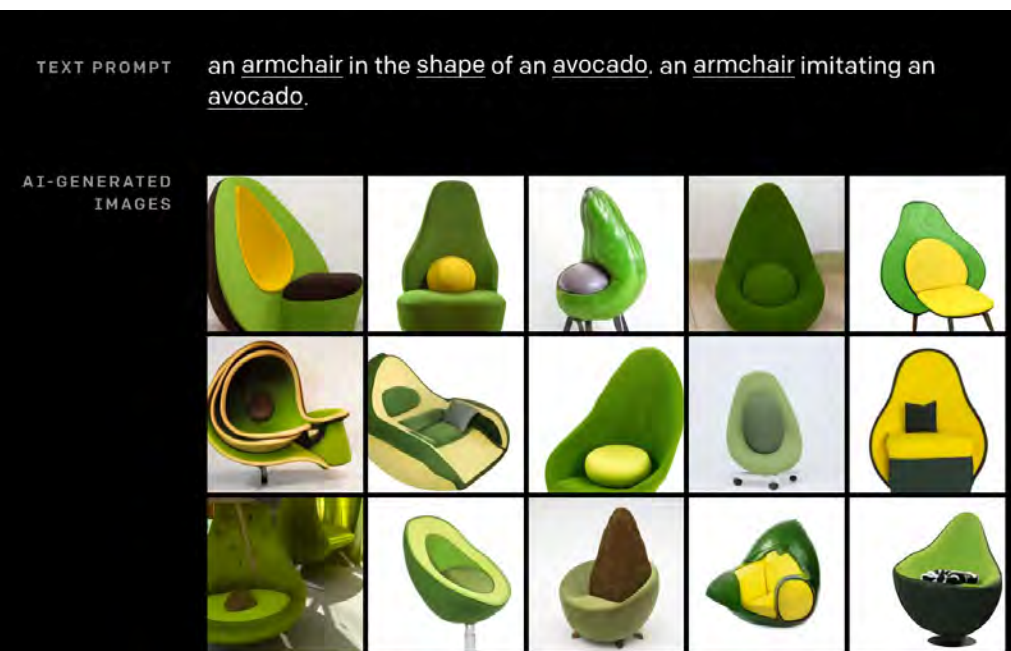 TEXT PROMPT
an armchair in the shape of an avocado. an armchair imitating an
avocado.
AI-GENERATED
IMAGES